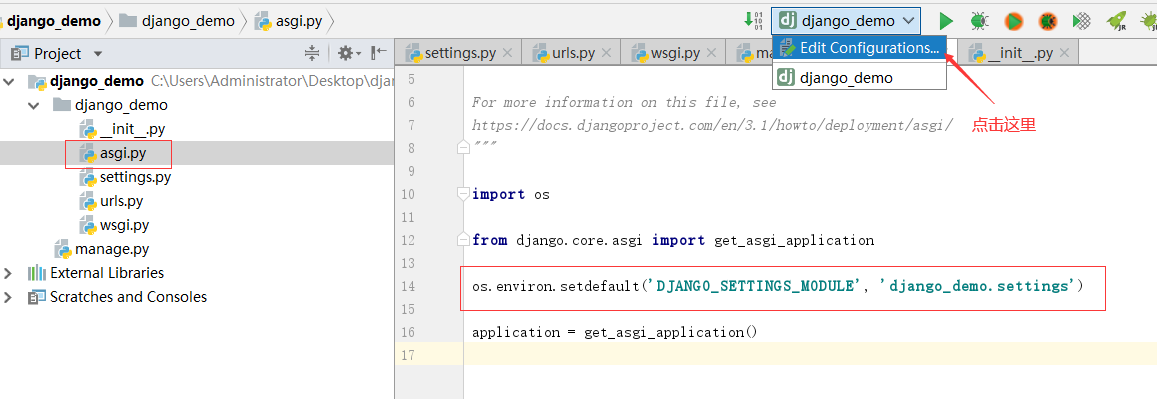 django_demo django_demo asgi.py
dj django_demo
Project
settings.py urls.py wsgi.py ma __init__.py
dj Edit Configurations...
dj django_demo
点击这里
django_demo C:\Users\Administrator\Desktop\djan
django_demo
__init__.py
asgi.py
settings.py
urls.py
wsgi.py
manage.py
External Libraries
Scratches and Consoles
5
6 For more information on this file, see
7 https://docs.djangoproject.com/en/3.1/howto/deployment/asgi/
8 """
9
10 import os
11
12 from django.core.asgi import get_asgi_application
13
14 os.environ.setdefault('DJANGO_SETTINGS_MODULE', 'django_demo.settings')
15
16 application = get_asgi_application()
17